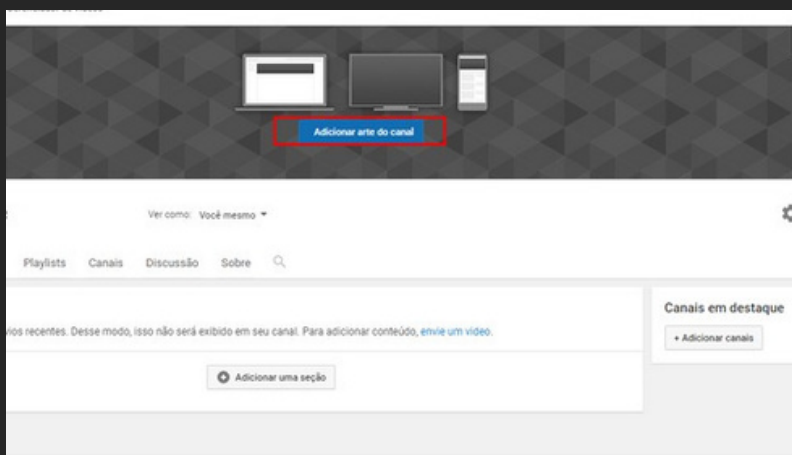 Adicionar arte do canal
Ver como: Você mesmo
Playlists Canais Discussão Sobre
Canais em destaque
recentes. Desse modo, isso não será exibido em seu canal. Para adicionar conteúdo, envie um vídeo.
+ Adicionar canais
Adicionar uma seção